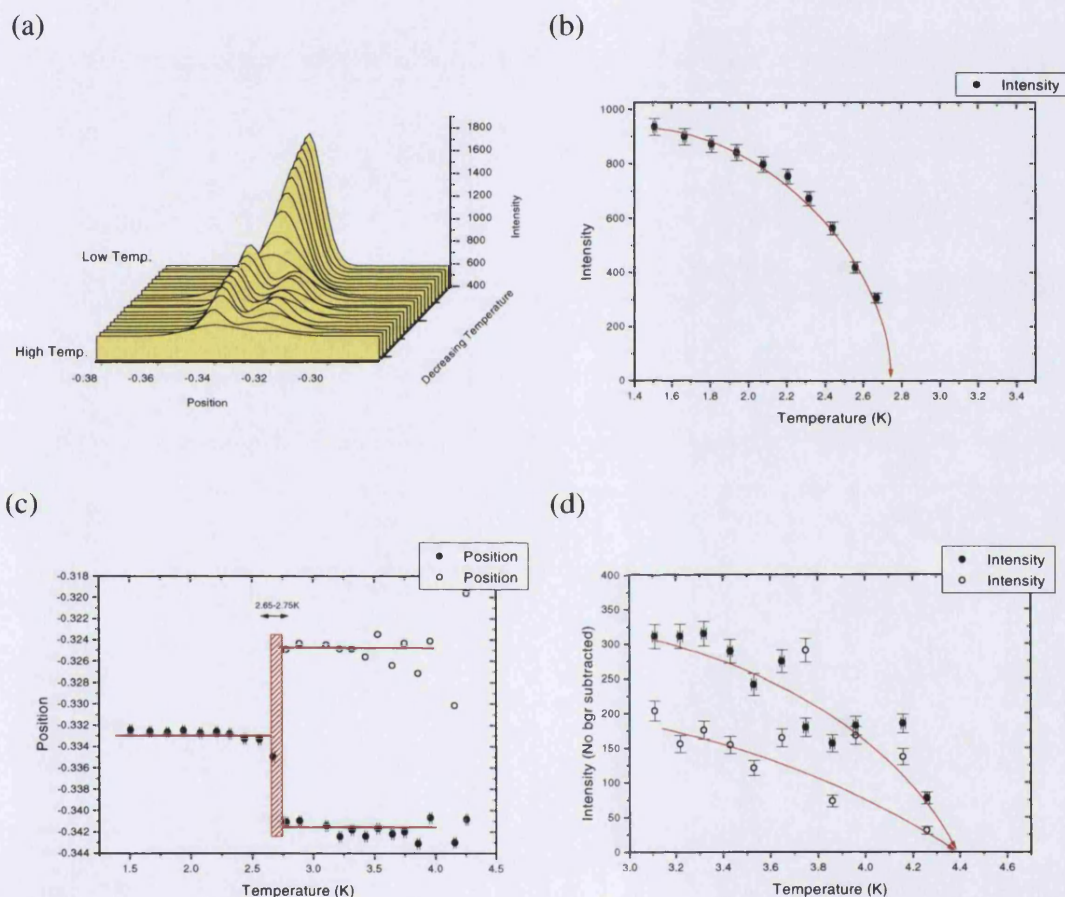 (a)
1800
1600
1400
1200
1000
800
600
400
Intensity
Low Temp.
High Temp.
Decreasing Temperature
-0.38 -0.36 -0.34 -0.32 -0.30
Position
(b)
Intensity
1000
800
600
400
200
0
Intensity
1.4 1.6 1.8 2.0 2.2 2.4 2.6 2.8 3.0 3.2 3.4
Temperature (K)
(c)
Position
Position
-0.318
-0.320
-0.322
-0.324
-0.326
-0.328
-0.330
-0.332
-0.334
-0.336
-0.338
-0.340
-0.342
-0.344
Position
2.65-2.75K
1.5 2.0 2.5 3.0 3.5 4.0 4.5
Temperature (K)
(d)
Intensity
Intensity
400
350
300
250
200
150
100
50
0
Intensity (No bgr subtracted)
3.0 3.2 3.4 3.6 3.8 4.0 4.2 4.4 4.6
Temperature (K)